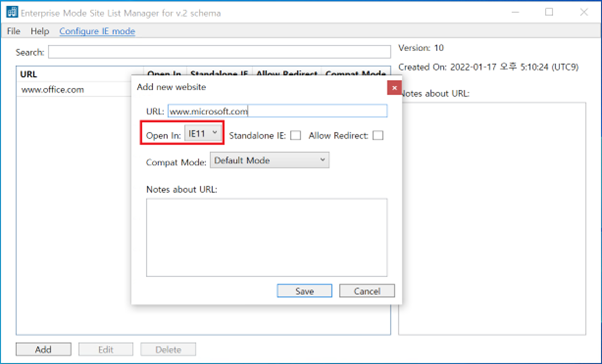 Enterprise Mode Site List Manager for v.2 schema
File Help Configure IE mode
Search:
Version: 10
Created On: 2022-01-17 오후 5:10:24 (UTC9)
URL Open In Standalone IE Allow Redirect Compat Mode
www.office.com
Notes about URL:
Add new website
URL: www.microsoft.com
Open In: IE11 Standalone IE: Allow Redirect:
Compat Mode: Default Mode
Notes about URL:
Save Cancel
Add Edit Delete